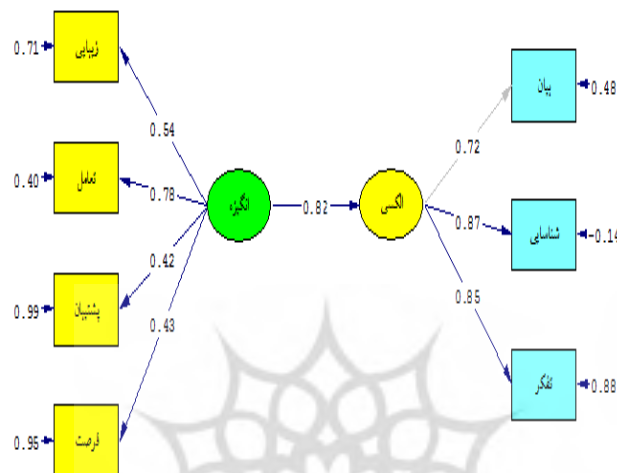 0.71
زیبایی
0.54
0.40
تعامل
0.78
0.42
0.99
پشتیبان
0.43
0.95
فرصت
انگیزه
0.82
الکسی
0.72
بیان
0.48
0.87
شناسایی
-0.14
0.85
تفکر
0.88